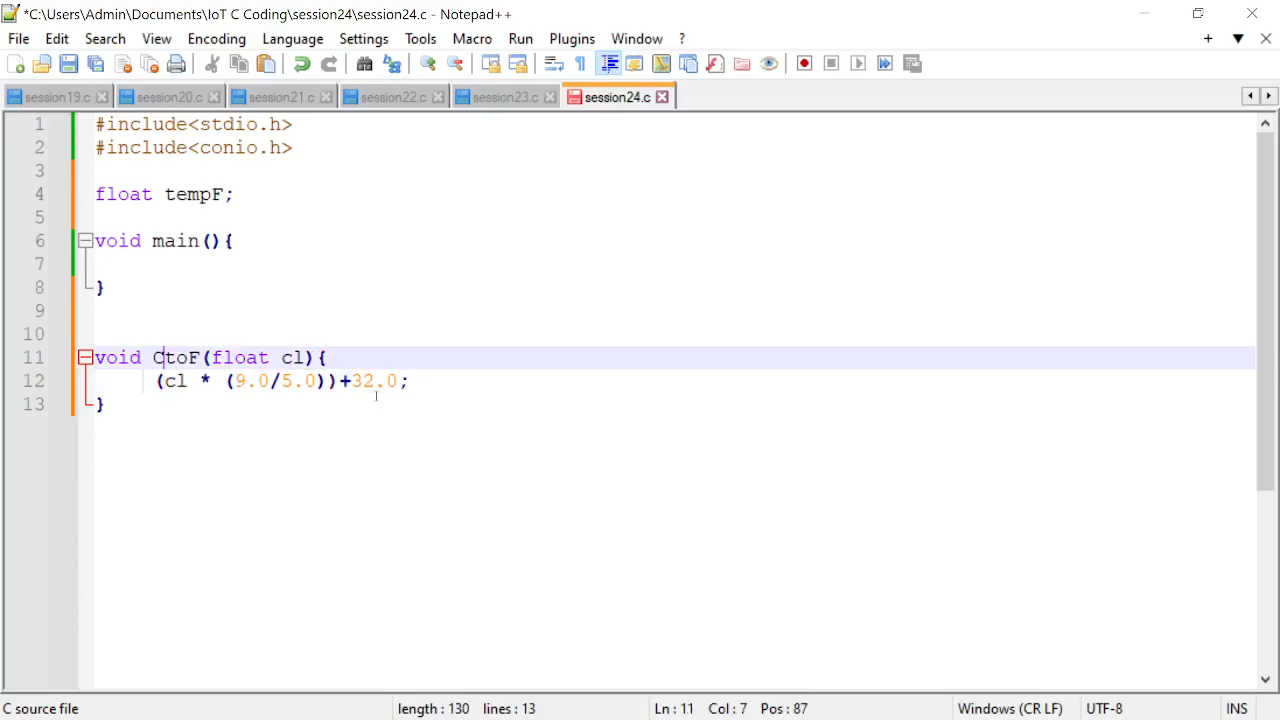 *C:\Users\Admin\Documents\IoT C Coding\session24\session24.c - Notepad++
File Edit Search View Encoding Language Settings Tools Macro Run Plugins Window ?
session19.c session20.c session21.c session22.c session23.c session24.c
1 #include<stdio.h>
2 #include<conio.h>
3
4 float tempF;
5
6 void main(){
7
8 }
9
10
11 void CtoF(float cl){
12 (cl * (9.0/5.0))+32.0;
13 }
C source file length : 130 lines : 13 Ln : 11 Col : 7 Pos : 87 Windows (CR LF) UTF-8 INS